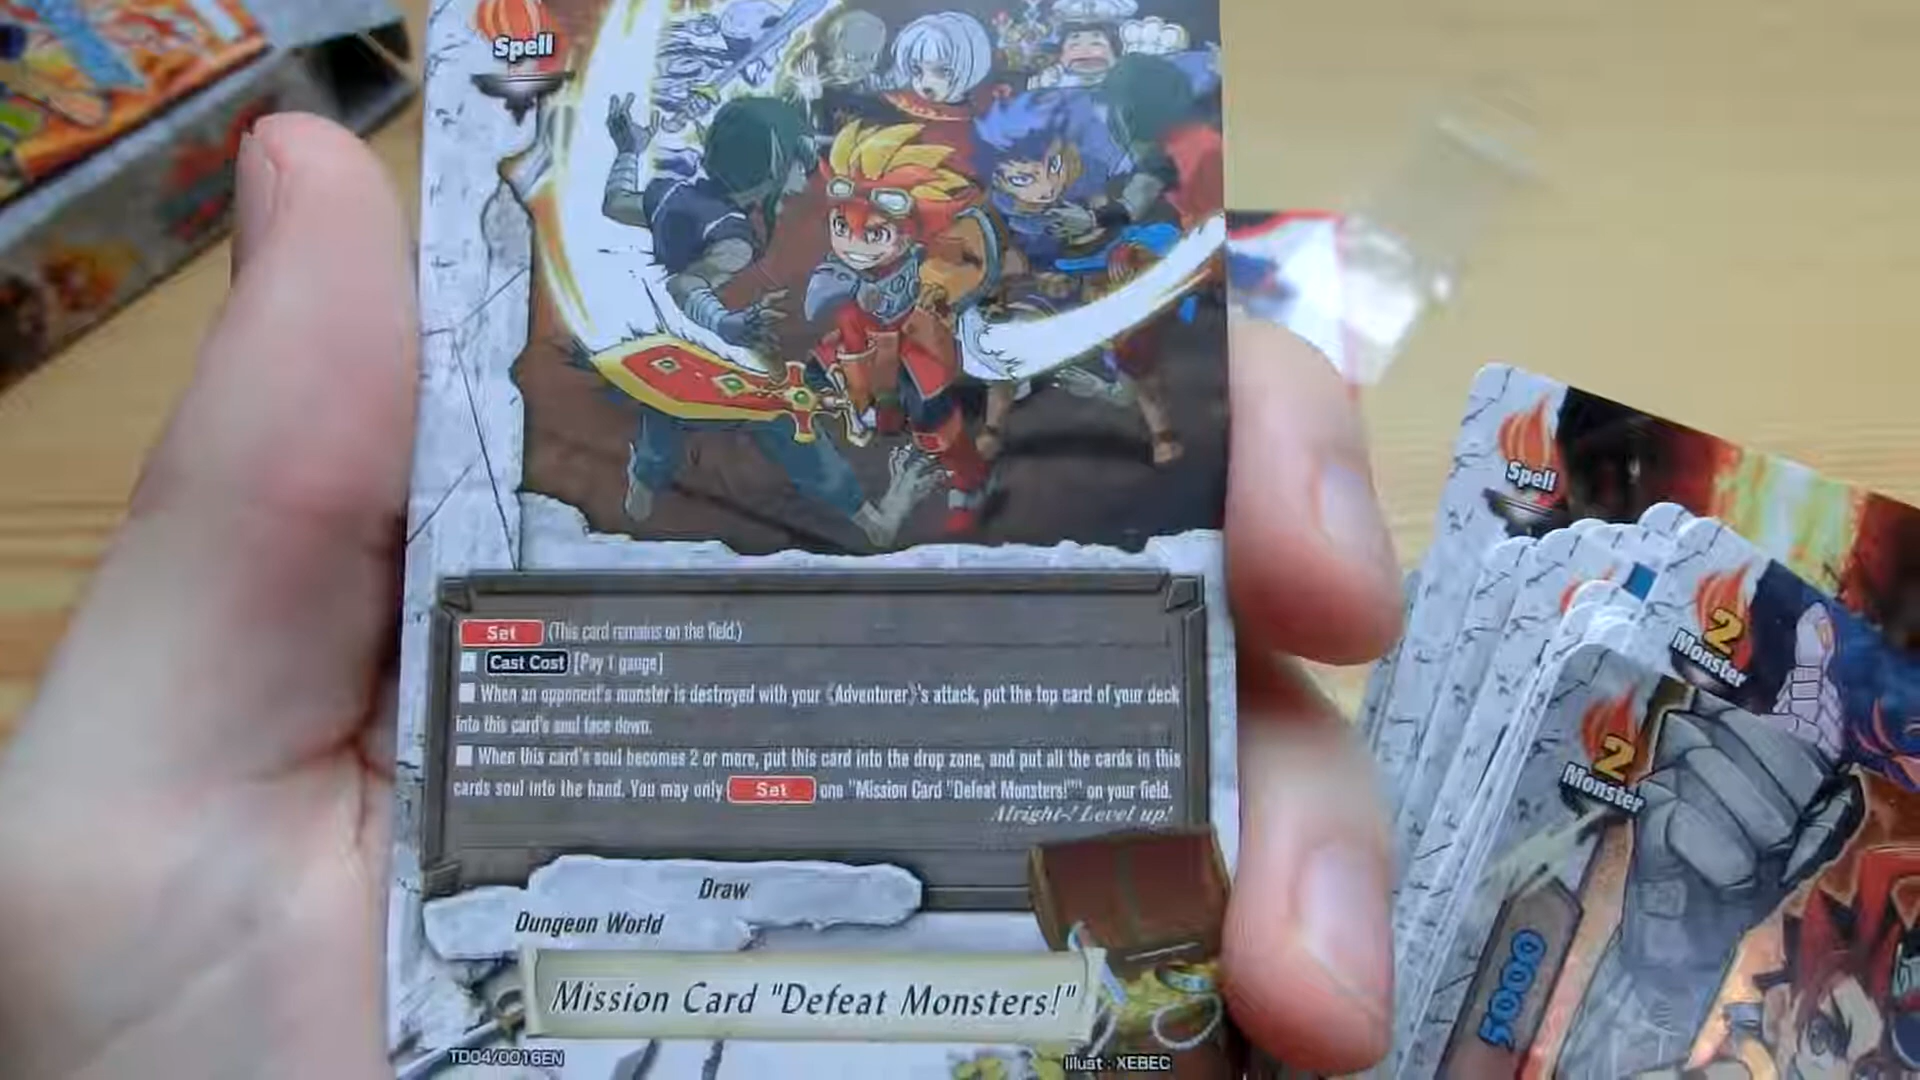 Spell
Set (This card remains on the field.)
Cast Cost [Pay 1 gauge]
When an opponent's monster is destroyed with your 《Adventurer》's attack, put the top card of your deck
into this card's soul face down.
When this card's soul becomes 2 or more, put this card into the drop zone, and put all the cards in this
cards soul into the hand. You may only Set one "Mission Card "Defeat Monsters!"" on your field.
Alright~! Level up!
Draw
Dungeon World
Mission Card "Defeat Monsters!"
TD04/0016EN
Illust : XEBEC
Spell
2
Monster
2
Monster
5000